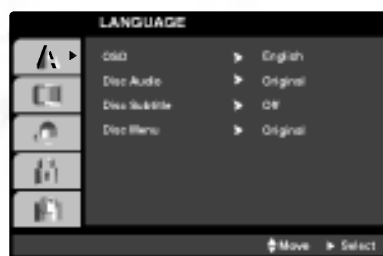 LANGUAGE
OSD English
Disc Audio Original
Disc Subtitle Off
Disc Menu Original
Move Select